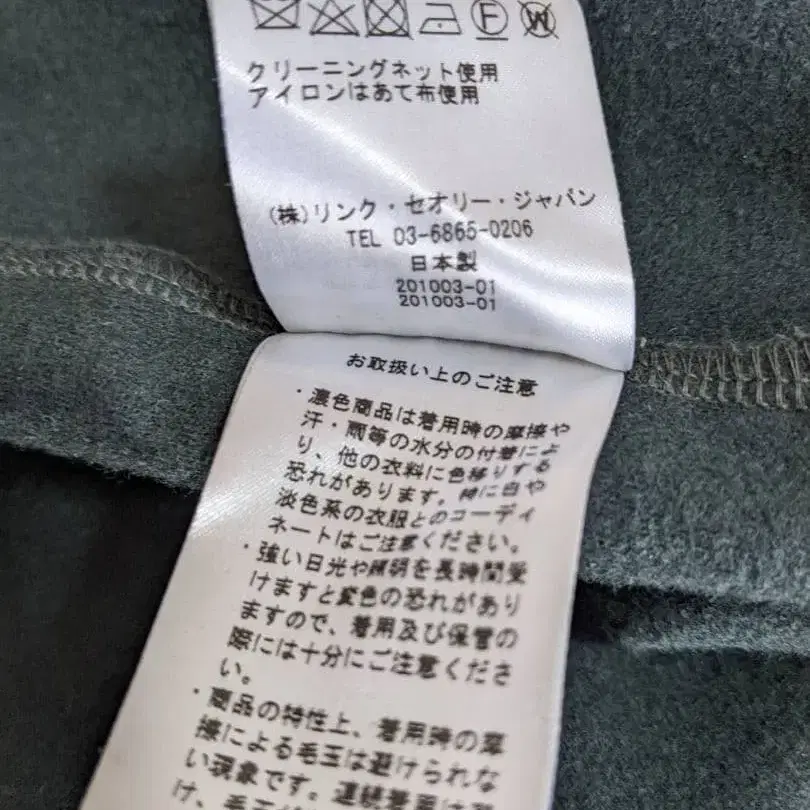 クリーニングネット使用
アイロンはあて布使用
(株)リンク・セオリー・ジャパン
TEL 03-6865-0206
日本製
201003-01
201003-01
お取扱い上のご注意
・濃色商品は着用時の摩擦や
汗・雨等の水分の付着によ
り、他の衣料に色移りする
恐れがあります。特に白や
淡色系の衣服とのコーディ
ネートはご注意ください。
・強い日光や照明を長時間受
けますと変色の恐れがあり
ますので、着用及び保管の
際には十分にご注意くださ
い。
・商品の特性上、着用時の摩
擦による毛玉は避けられな
い現象です。連続着用は
け、毛玉